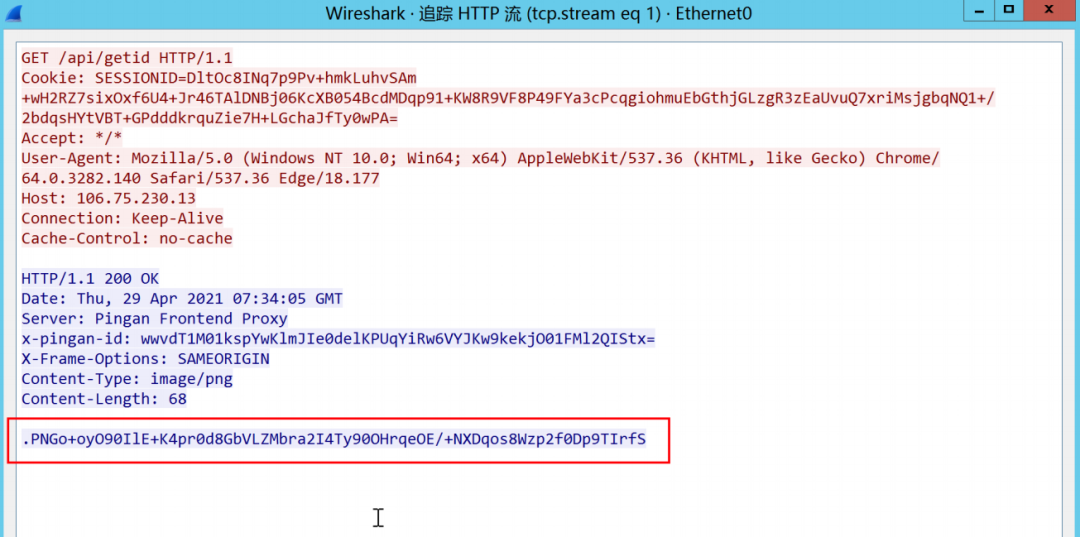 Wireshark · 追踪 HTTP 流 (tcp.stream eq 1) · Ethernet0
GET /api/getid HTTP/1.1
Cookie: SESSIONID=DltOc8INq7p9Pv+hmkLuhvSAm
+wH2RZ7sixOxf6U4+Jr46TAlDNBj06KcXB054BcdMDqp91+KW8R9VF8P49FYa3cPcqgiohmuEbGthjGLzgR3zEaUvuQ7xriMsjgbqNQ1+/
2bdqsHYtVBT+GPdddkrquZie7H+LGchaJfTy0wPA=
Accept: */*
User-Agent: Mozilla/5.0 (Windows NT 10.0; Win64; x64) AppleWebKit/537.36 (KHTML, like Gecko) Chrome/
64.0.3282.140 Safari/537.36 Edge/18.177
Host: 106.75.230.13
Connection: Keep-Alive
Cache-Control: no-cache
HTTP/1.1 200 OK
Date: Thu, 29 Apr 2021 07:34:05 GMT
Server: Pingan Frontend Proxy
x-pingan-id: wwvdT1M01kspYwKlmJIe0delKPUqYiRw6VYJKw9kekjO01FMl2QIStx=
X-Frame-Options: SAMEORIGIN
Content-Type: image/png
Content-Length: 68
.PNGo+oyO90IlE+K4pr0d8GbVLZMbra2I4Ty90OHrqeOE/+NXDqos8Wzp2f0Dp9TIrfS